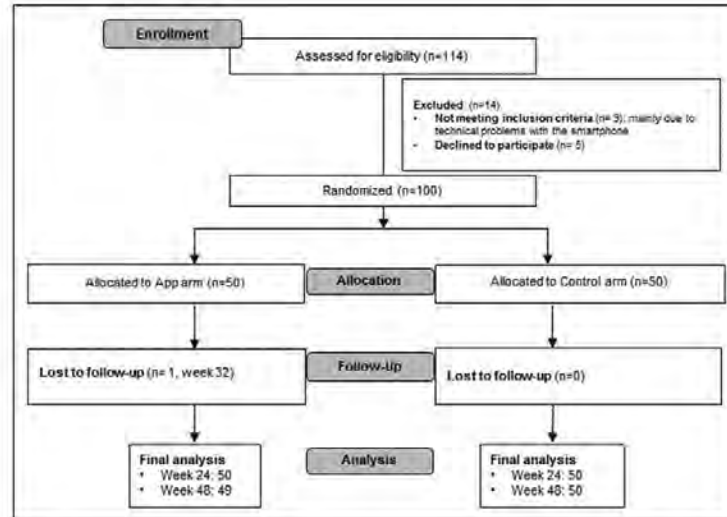 Enrollment
Assessed for eligibility (n=114)
Excluded (n=14)
• Not meeting inclusion criteria (n= 9); mainly due to
technical problems with the smartphone
- Declined to participate (n= 5)
Randomized (n=100)
Allocated to App arm (n=50)
Allocation
Allocated to Control arm (n=50)
Lost to follow-up (n= 1, week 32)
Follow-up
Lost to follow-up (n=0)
Final analysis
• Week 24: 50
• Week 48: 49
Analysis
Final analysis
• Week 24: 50
• Week 48: 50